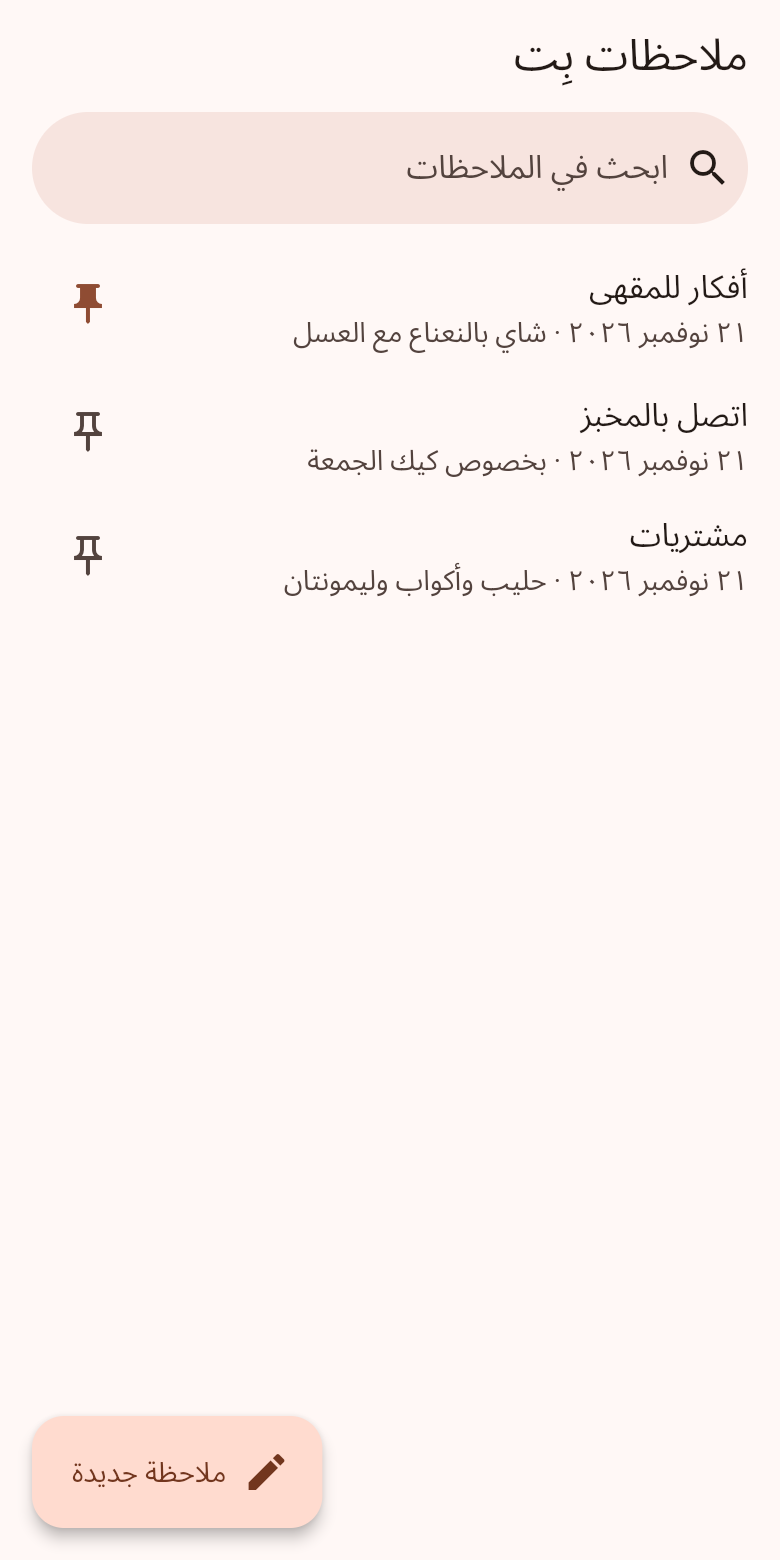 ملاحظات بِت
ابحث في الملاحظات
أفكار للمقهى
٢١ نوفمبر ٢٠٢٦ · شاي بالنعناع مع العسل
اتصل بالمخبز
٢١ نوفمبر ٢٠٢٦ · بخصوص كيك الجمعة
مشتريات
٢١ نوفمبر ٢٠٢٦ · حليب وأكواب وليمونتان
ملاحظة جديدة